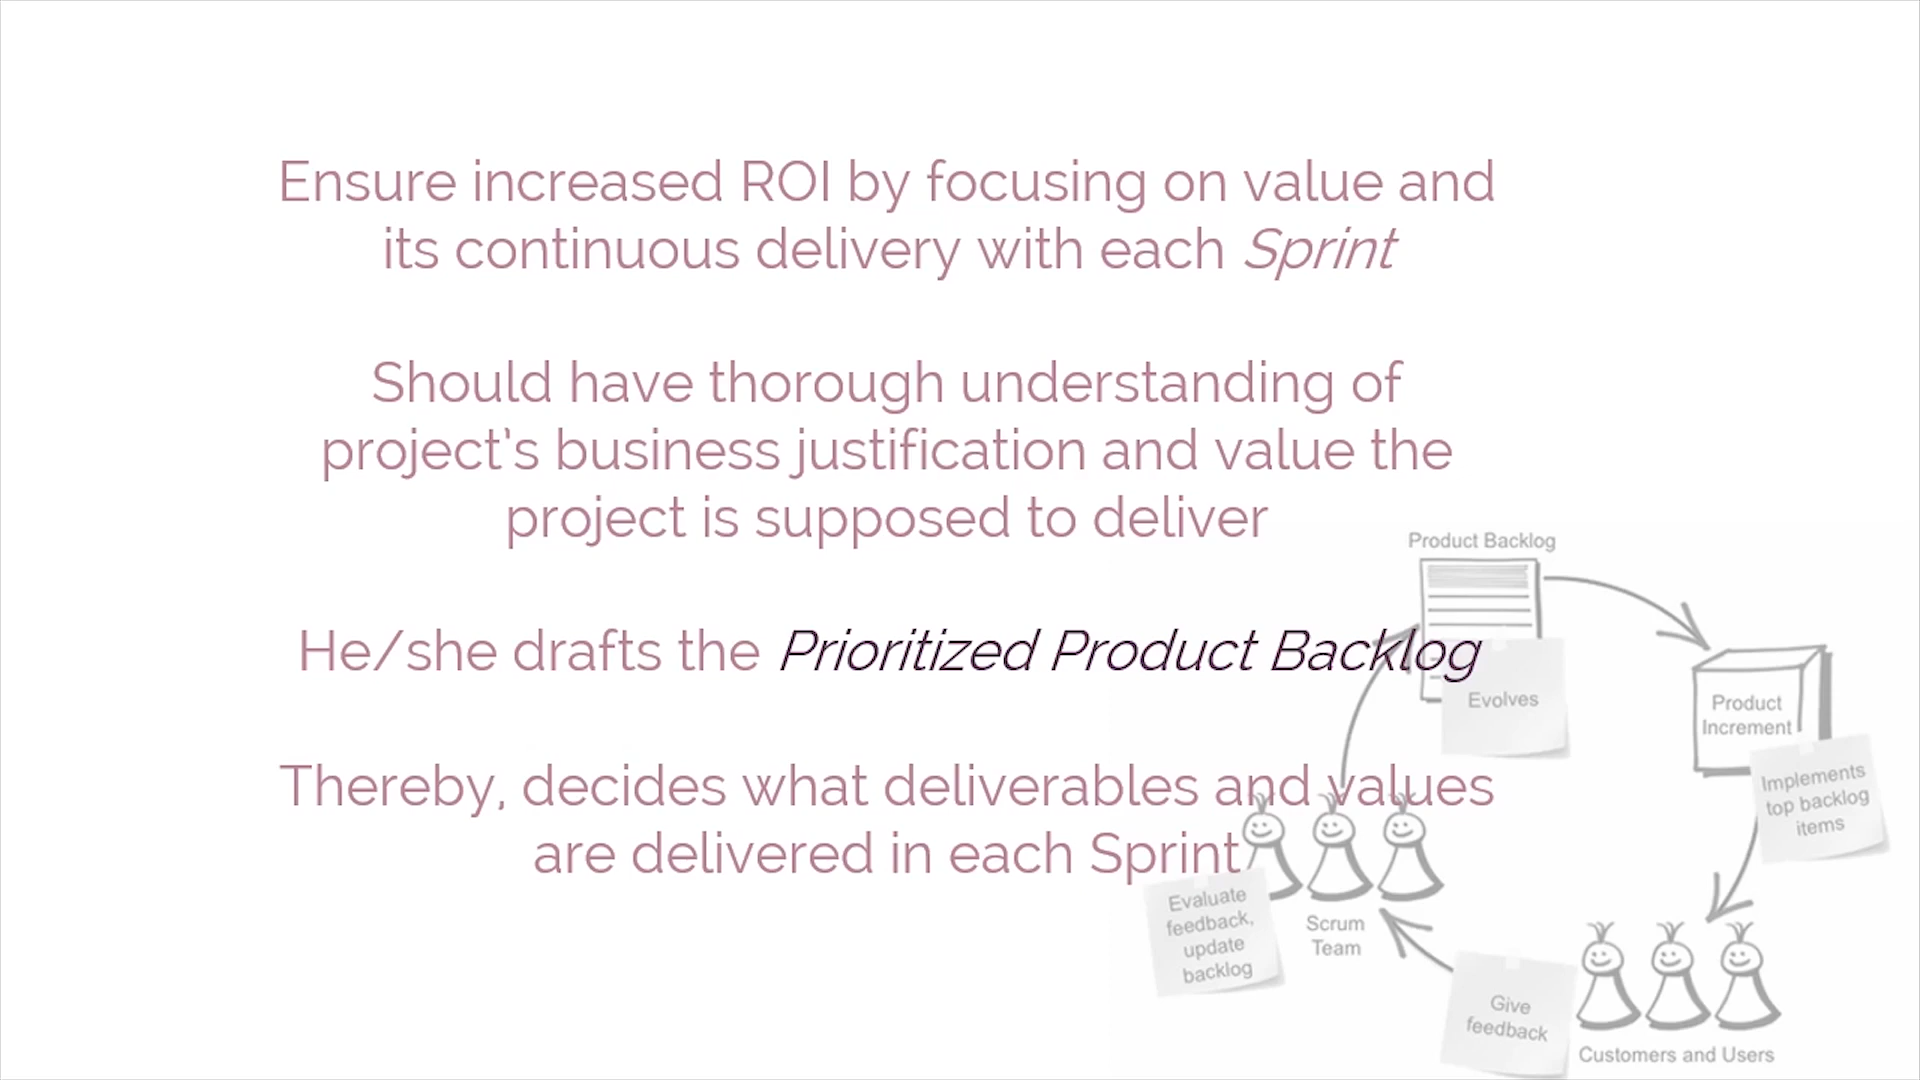 Ensure increased ROI by focusing on value and
its continuous delivery with each Sprint
Should have thorough understanding of
project's business justification and value the
project is supposed to deliver
He/she drafts the Prioritized Product Backlog
Thereby, decides what deliverables and values
are delivered in each Sprint
Product Backlog
Evolves
Product
Increment
Implements
top backlog
items
Scrum
Team
Evaluate
feedback,
update
backlog
Give
feedback
Customers and Users